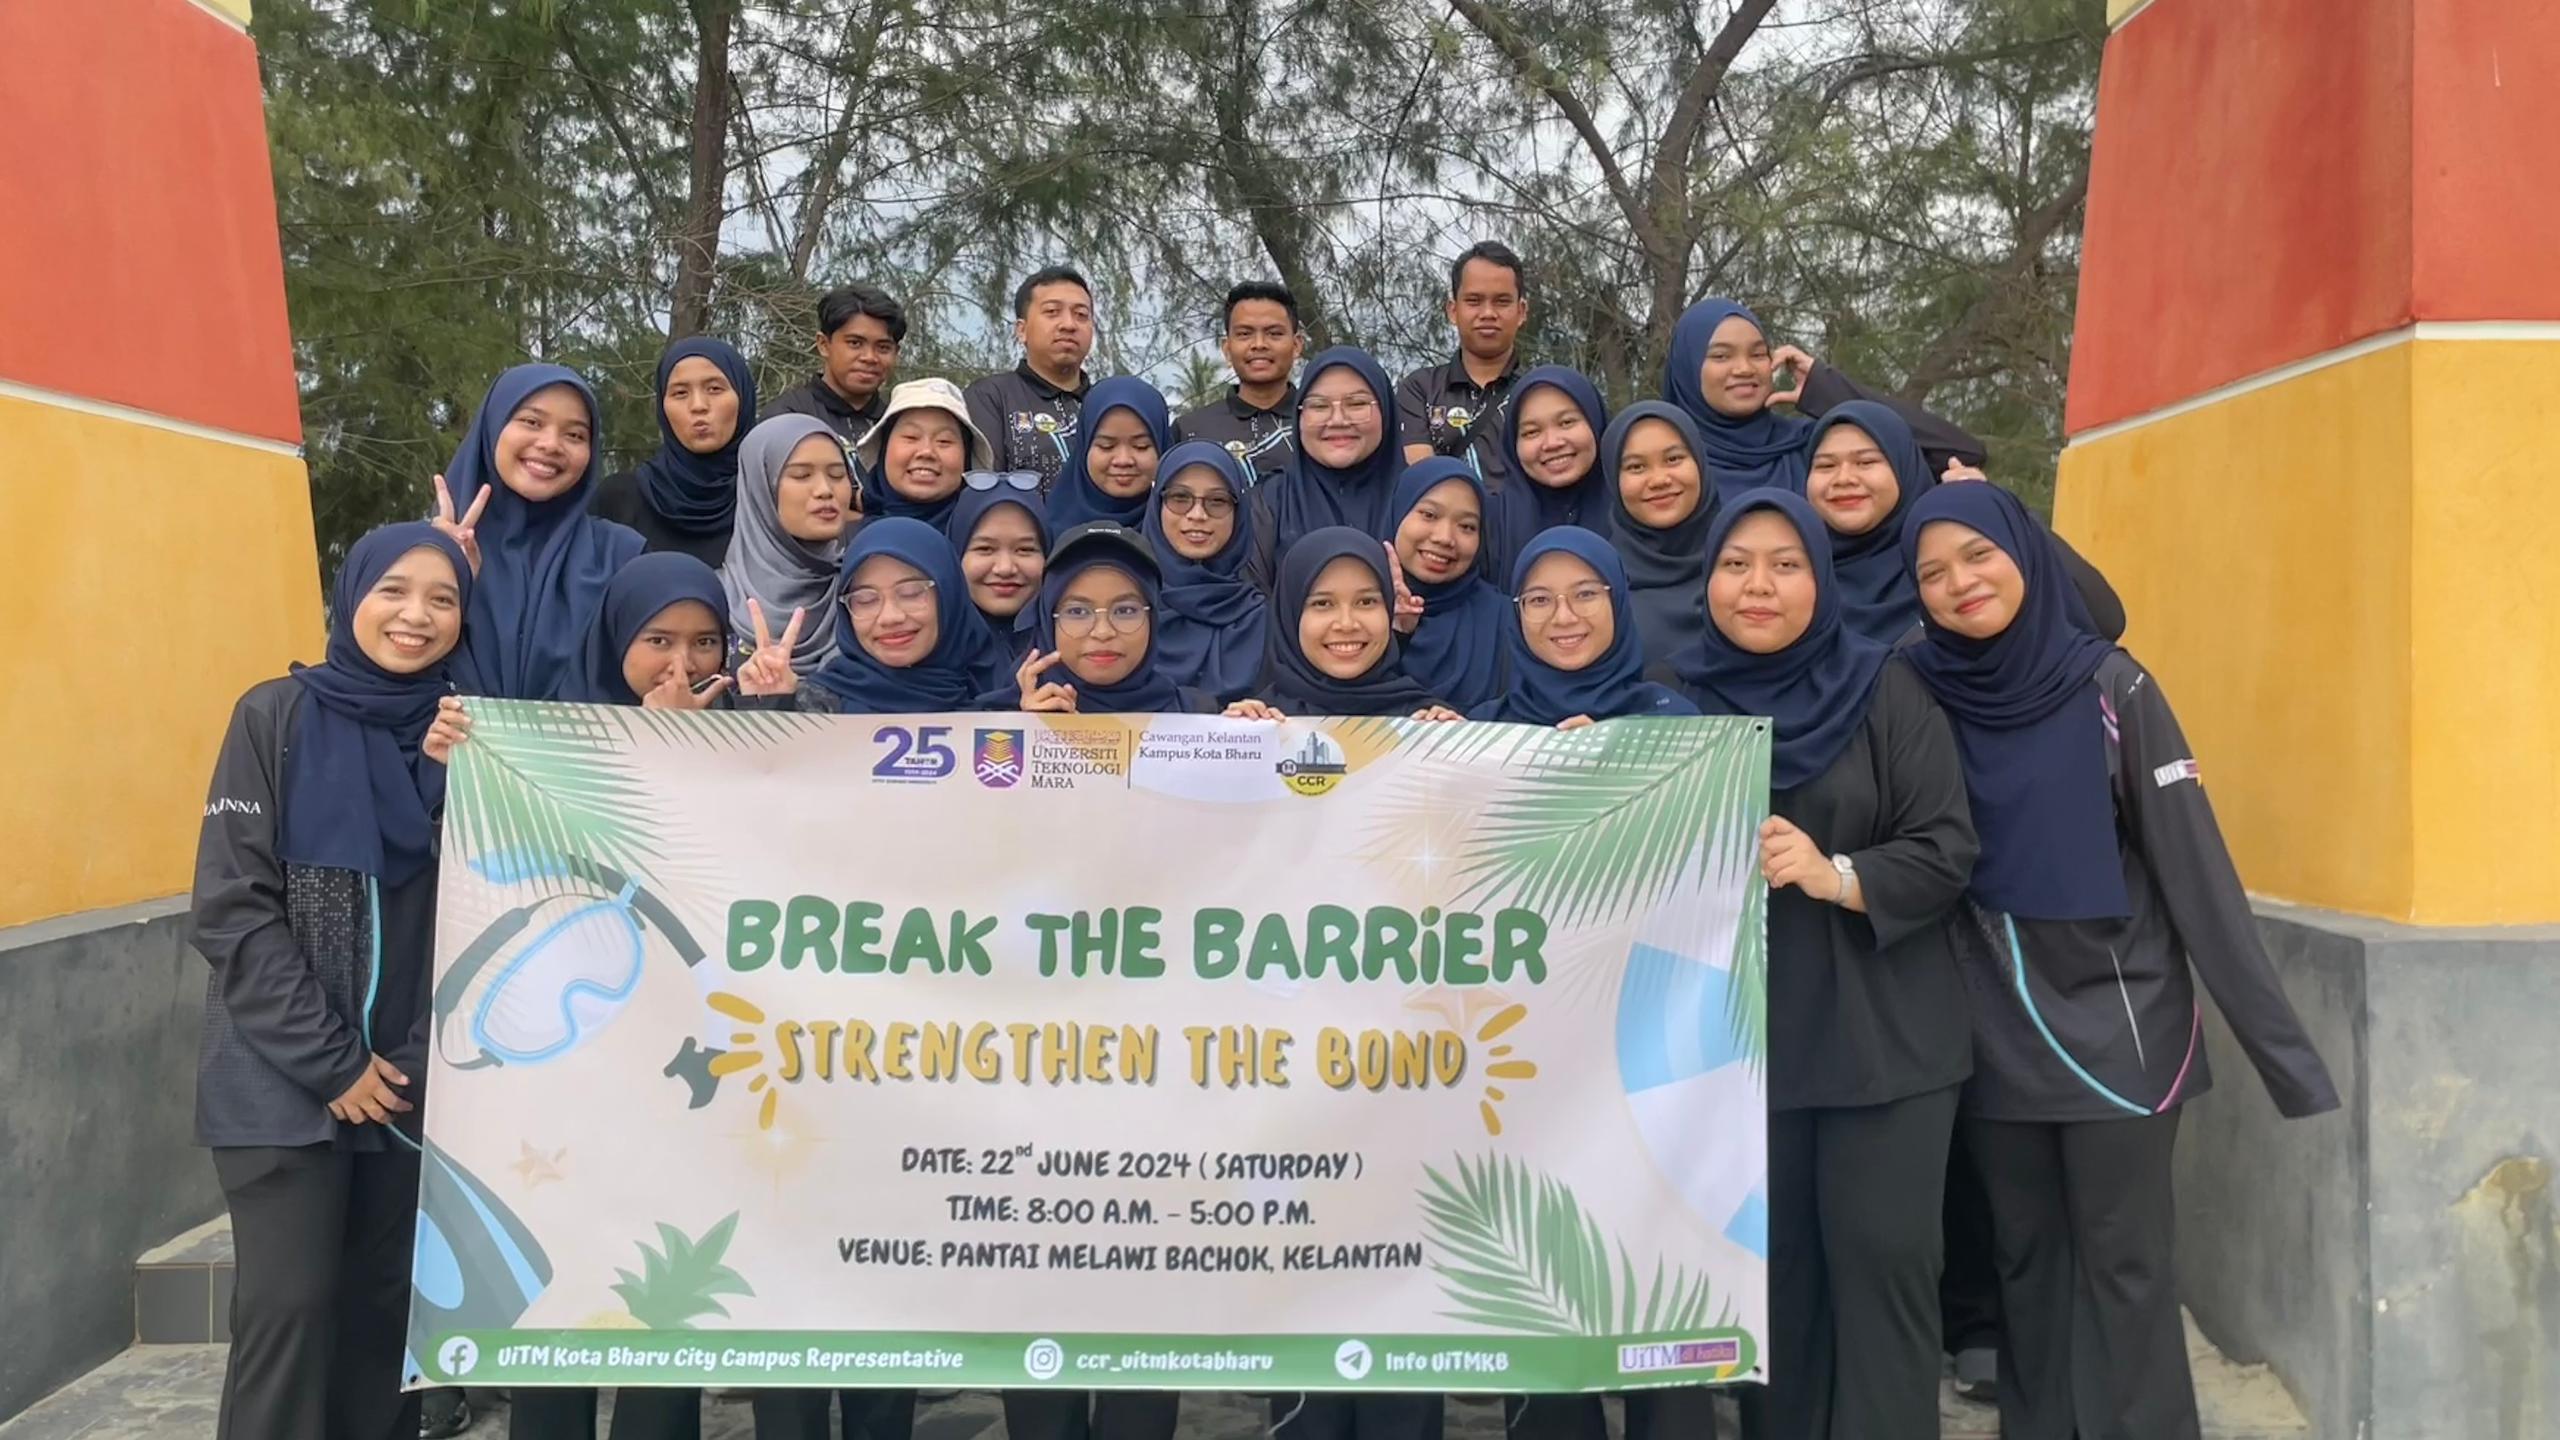 25
TAHUN
UNIVERSITI
TEKNOLOGI
MARA
Cawangan Kelantan
Kampus Kota Bharu
CCR
BREAK THE BARRiER
STRENGTHEN THE BOND
DATE: 22nd JUNE 2024 ( SATURDAY )
TIME: 8:00 A.M. - 5:00 P.M.
VENUE: PANTAI MELAWI BACHOK, KELANTAN
UiTM Kota Bharu City Campus Representative
ccr_uitmkotabharu
Info UiTMKB
UiTM di hatiku
INNA
UiT